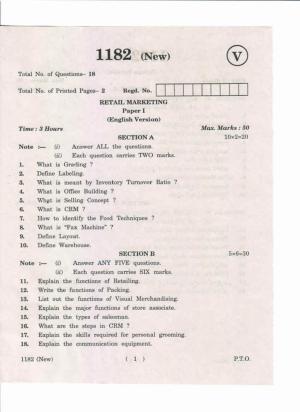 1182 (New)
V
Total No. of Questions- 18
Total No. of Printed Pages- 2 Regd. No.
RETAIL MARKETING
Paper I
(English Version)
Time : 3 Hours Max. Marks : 50
SECTION A 10×2=20
Note :– (i) Answer ALL the questions.
(ii) Each question carries TWO marks.
1. What is Grading ?
2. Define Labeling.
3. What is meant by Inventory Turnover Ratio ?
4. What is Office Building ?
5. What is Selling Concept ?
6. What is CRM ?
7. How to identify the Food Techniques ?
8. What is "Fax Machine" ?
9. Define Layout.
10. Define Warehouse.
SECTION B 5×6=30
Note :– (i) Answer ANY FIVE questions.
(ii) Each question carries SIX marks.
11. Explain the functions of Retailing.
12. Write the functions of Packing.
13. List out the functions of Visual Merchandising.
14. Explain the major functions of store associate.
15. Explain the types of salesman.
16. What are the steps in CRM ?
17. Explain the skills required for personal grooming.
18. Explain the communication equipment.
1182 (New) ( 1 ) P.T.O.